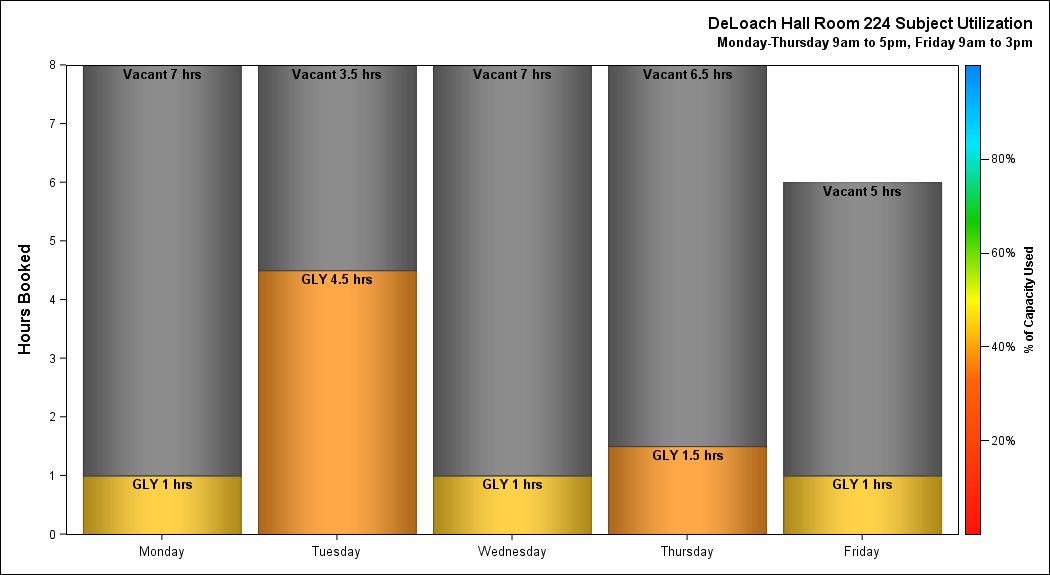 DeLoach Hall Room 224 Subject Utilization
Monday-Thursday 9am to 5pm, Friday 9am to 3pm
Hours Booked
8
7
6
5
4
3
2
1
0
Vacant 7 hrs
GLY 1 hrs
Vacant 3.5 hrs
GLY 4.5 hrs
Vacant 7 hrs
GLY 1 hrs
Vacant 6.5 hrs
GLY 1.5 hrs
Vacant 5 hrs
GLY 1 hrs
Monday
Tuesday
Wednesday
Thursday
Friday
80%
60%
40%
20%
% of Capacity Used